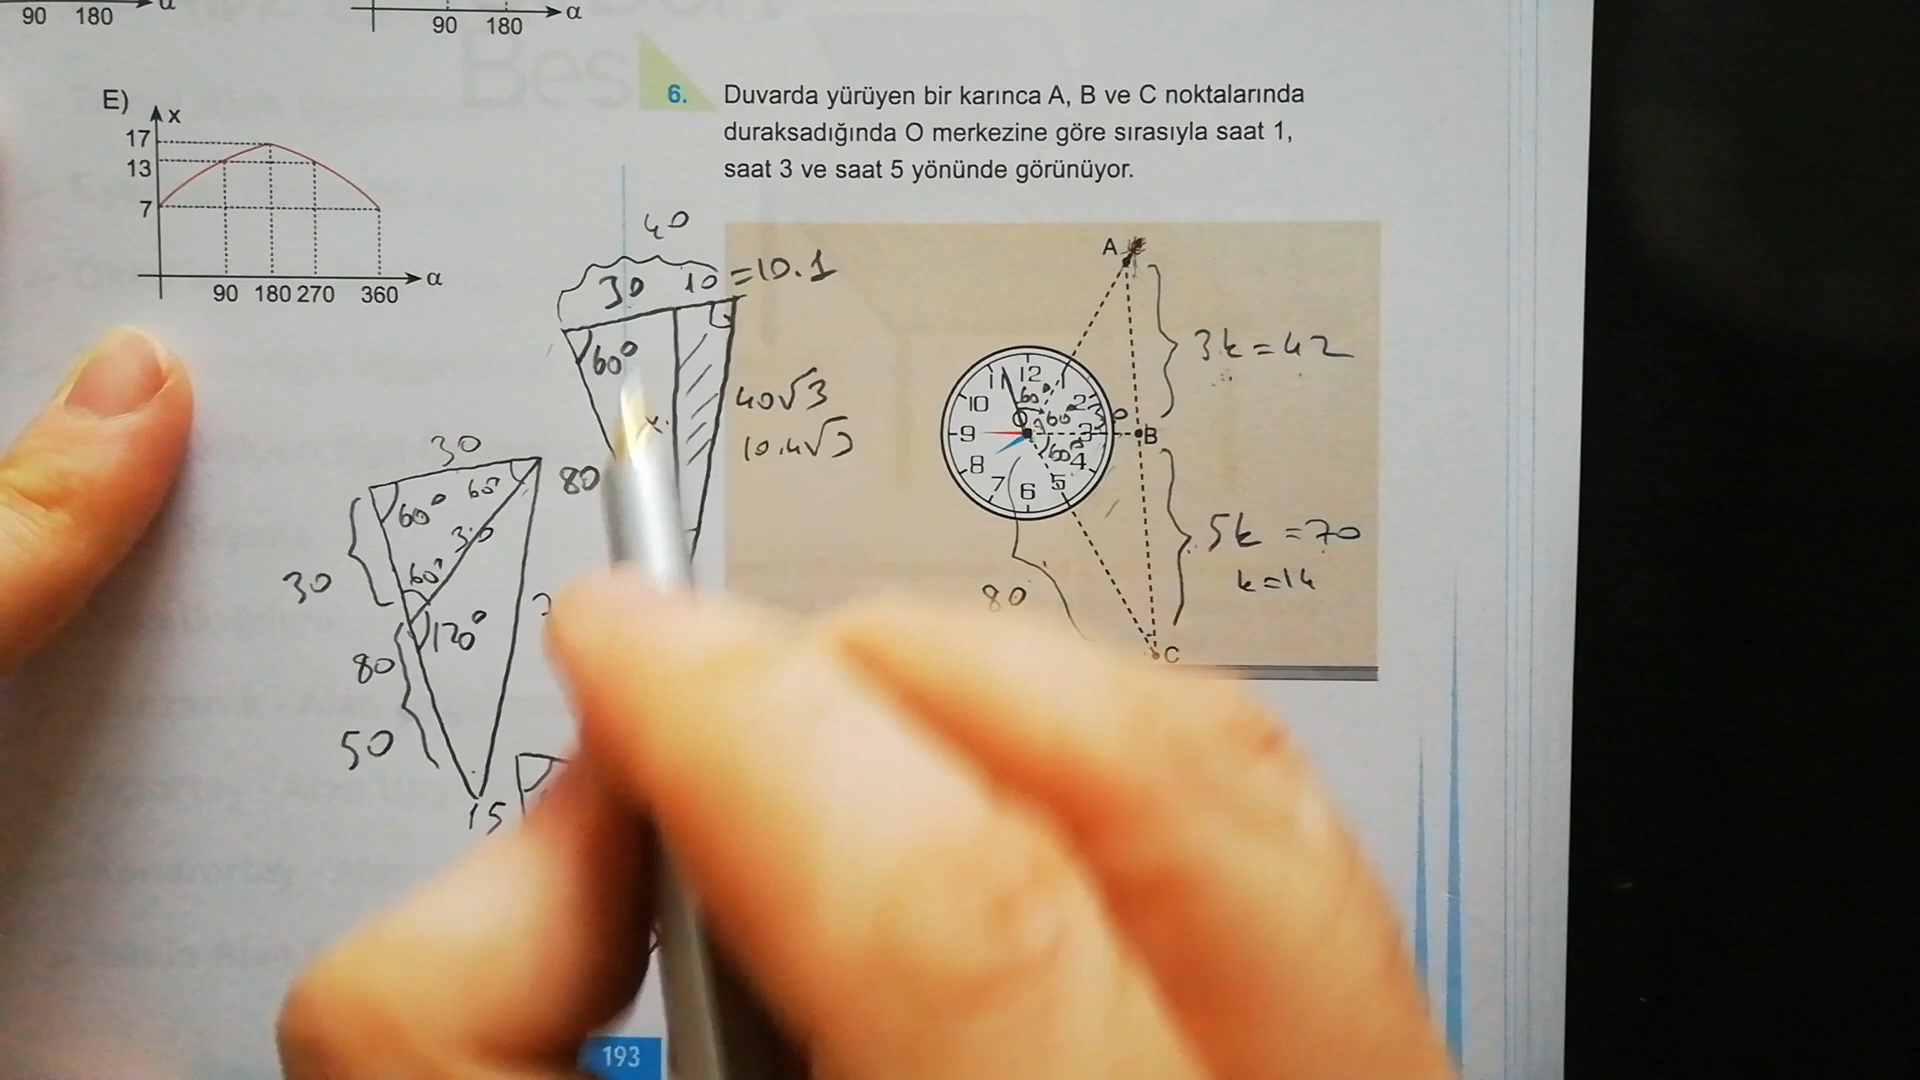 90 180 α
90 180 α
Bes
E)
x
17
13
7
90 180 270 360 α
6. Duvarda yürüyen bir karınca A, B ve C noktalarında
duraksadığında O merkezine göre sırasıyla saat 1,
saat 3 ve saat 5 yönünde görünüyor.
40
30 10 = 10.1
60°
x
40√3
10.4√3
80
30
60° 60
30
30
60°
120°
80
50
15
A
3k = 42
12
11 1
10 2
9 3
8 4
7 6 5
60°
O 60° 30
60°
B
5k = 70
k = 14
80
C
193